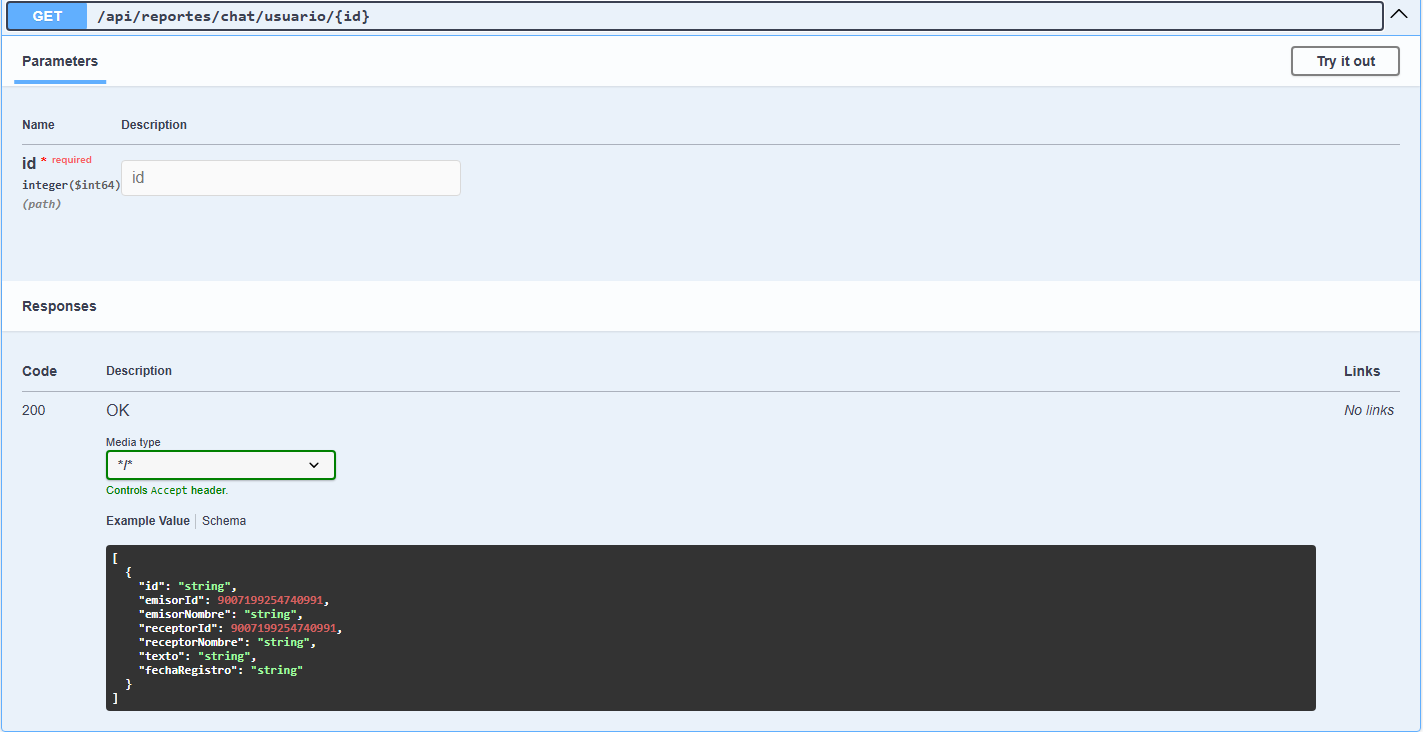 GET /api/reportes/chat/usuario/{id}
Parameters
Try it out
Name Description
id * required
integer($int64)
(path)
id
Responses
Code Description Links
200 OK No links
Media type
*/*
Controls Accept header.
Example Value Schema
[
  {
    "id": "string",
    "emisorId": 9007199254740991,
    "emisorNombre": "string",
    "receptorId": 9007199254740991,
    "receptorNombre": "string",
    "texto": "string",
    "fechaRegistro": "string"
  }
]